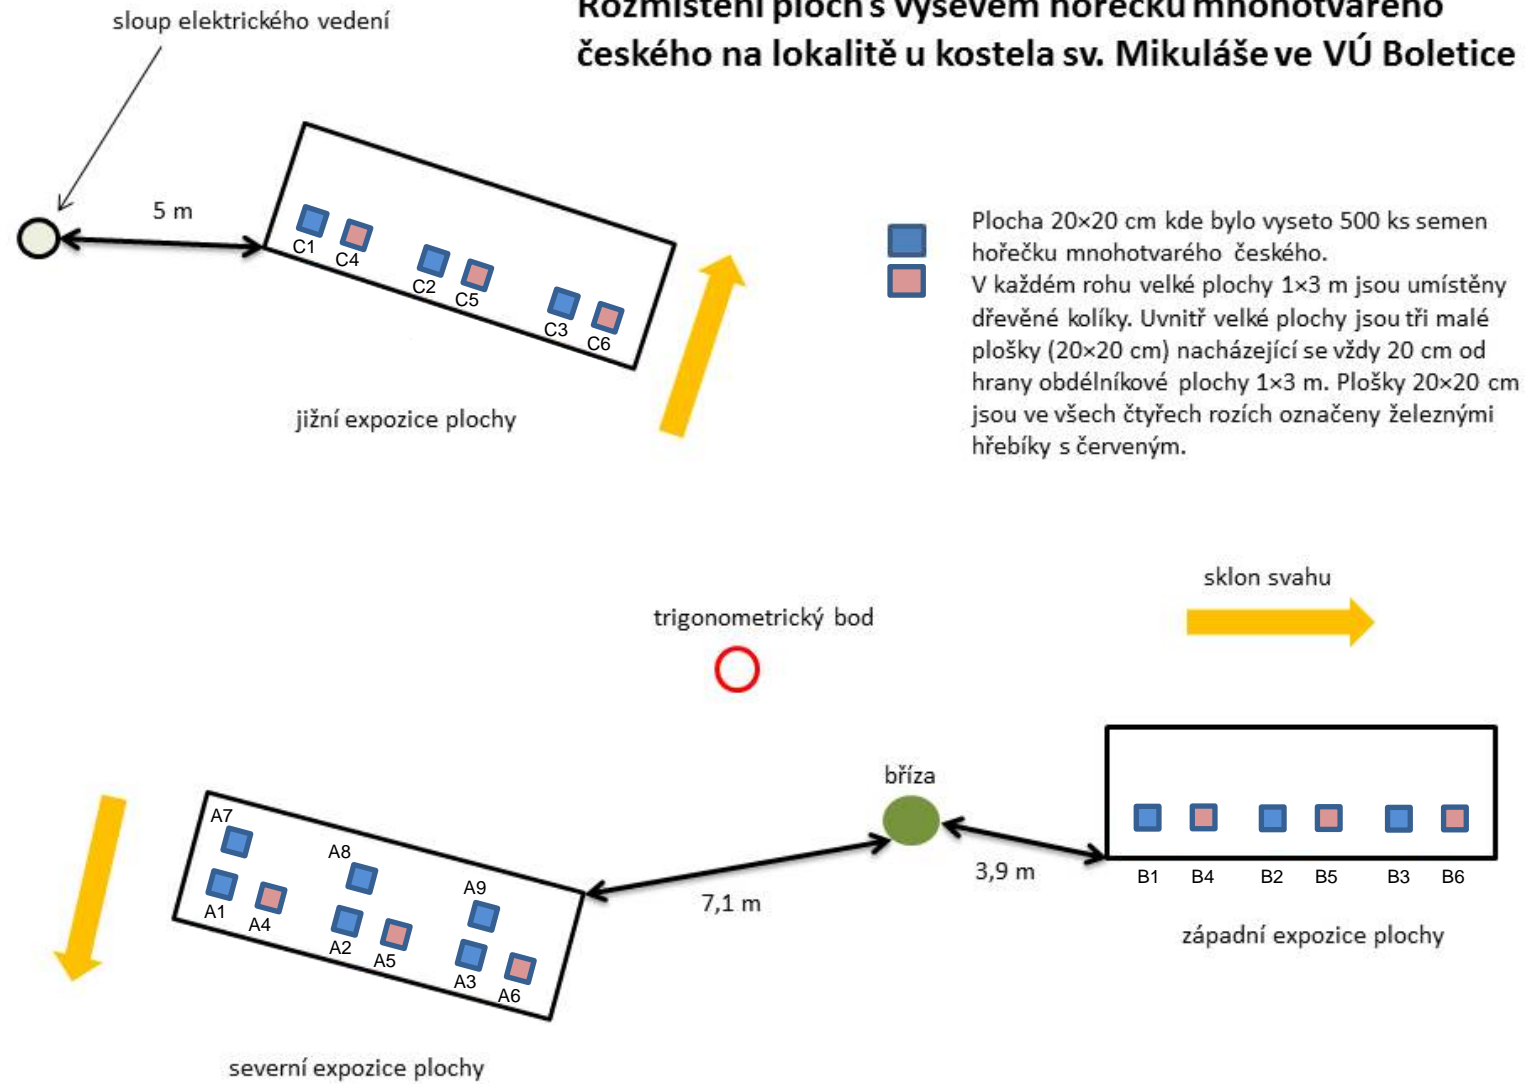 Rozmístění ploch s výsevem hořečku mnohotvarého
českého na lokalitě u kostela sv. Mikuláše ve VÚ Boletice
sloup elektrického vedení
5 m
C1
C4
C2
C5
C3
C6
jižní expozice plochy
Plocha 20×20 cm kde bylo vyseto 500 ks semen
hořečku mnohotvarého českého.
V každém rohu velké plochy 1×3 m jsou umístěny
dřevěné kolíky. Uvnitř velké plochy jsou tři malé
plošky (20×20 cm) nacházející se vždy 20 cm od
hrany obdélníkové plochy 1×3 m. Plošky 20×20 cm
jsou ve všech čtyřech rozích označeny železnými
hřebíky s červeným.
sklon svahu
trigonometrický bod
bříza
3,9 m
7,1 m
B1
B4
B2
B5
B3
B6
západní expozice plochy
A7
A8
A9
A1
A4
A2
A5
A3
A6
severní expozice plochy